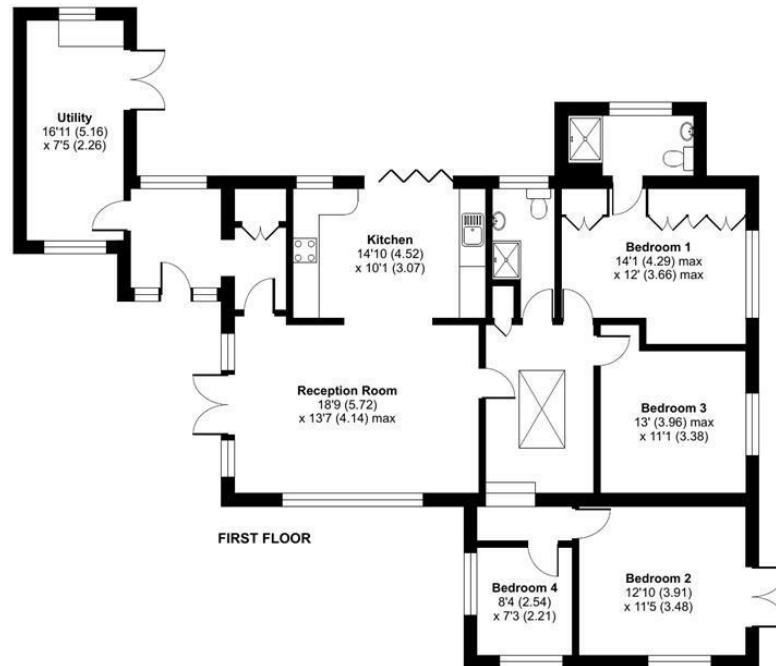 Utility
16'11 (5.16)
x 7'5 (2.26)
Kitchen
14'10 (4.52)
x 10'1 (3.07)
Bedroom 1
14'1 (4.29) max
x 12' (3.66) max
Reception Room
18'9 (5.72)
x 13'7 (4.14) max
Bedroom 3
13' (3.96) max
x 11'1 (3.38)
FIRST FLOOR
Bedroom 4
8'4 (2.54)
x 7'3 (2.21)
Bedroom 2
12'10 (3.91)
x 11'5 (3.48)